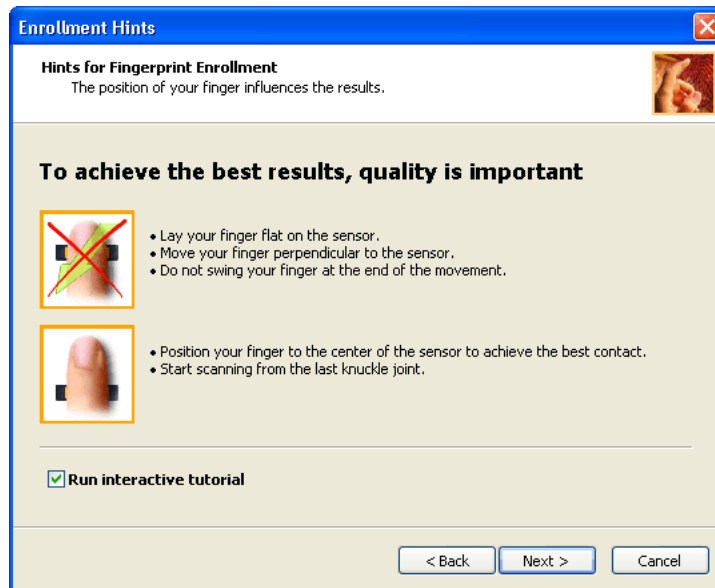 Enrollment Hints
Hints for Fingerprint Enrollment
The position of your finger influences the results.
To achieve the best results, quality is important
• Lay your finger flat on the sensor.
• Move your finger perpendicular to the sensor.
• Do not swing your finger at the end of the movement.
• Position your finger to the center of the sensor to achieve the best contact.
• Start scanning from the last knuckle joint.
Run interactive tutorial
< Back Next > Cancel